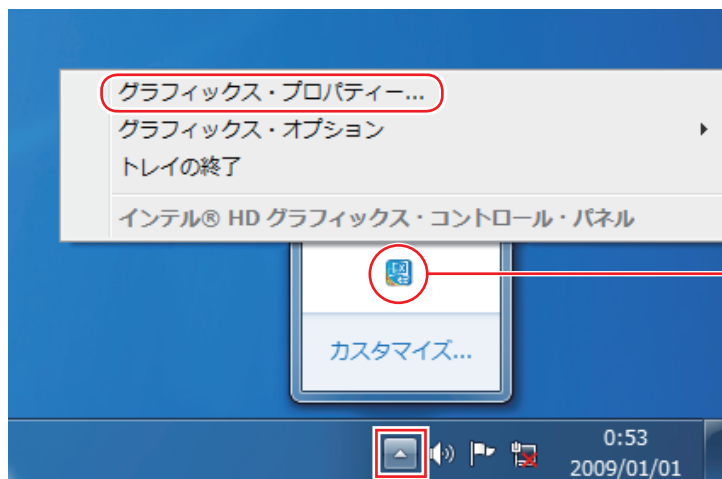 グラフィックス・プロパティー...
グラフィックス・オプション
トレイの終了
インテル® HD グラフィックス・コントロール・パネル
カスタマイズ...
0:53
2009/01/01